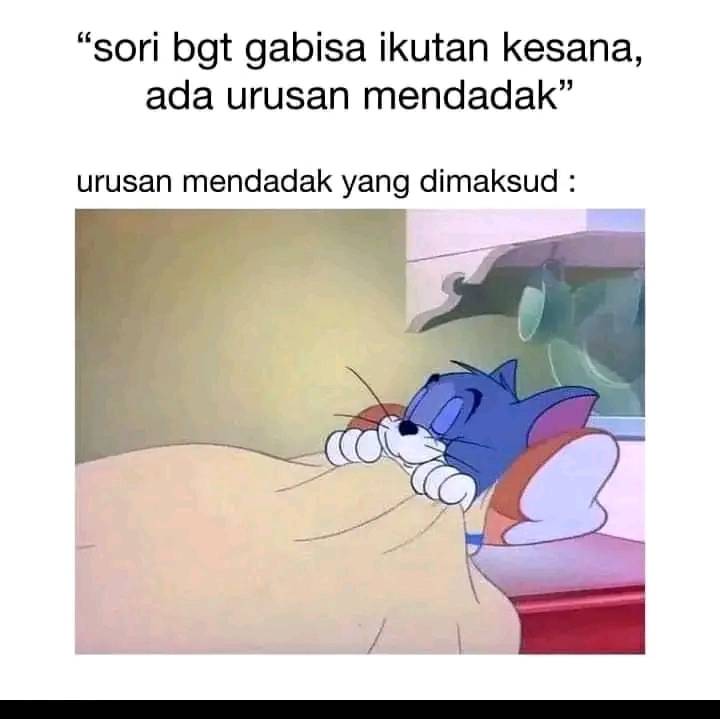 “sori bgt gabisa ikutan kesana,
ada urusan mendadak”
urusan mendadak yang dimaksud :